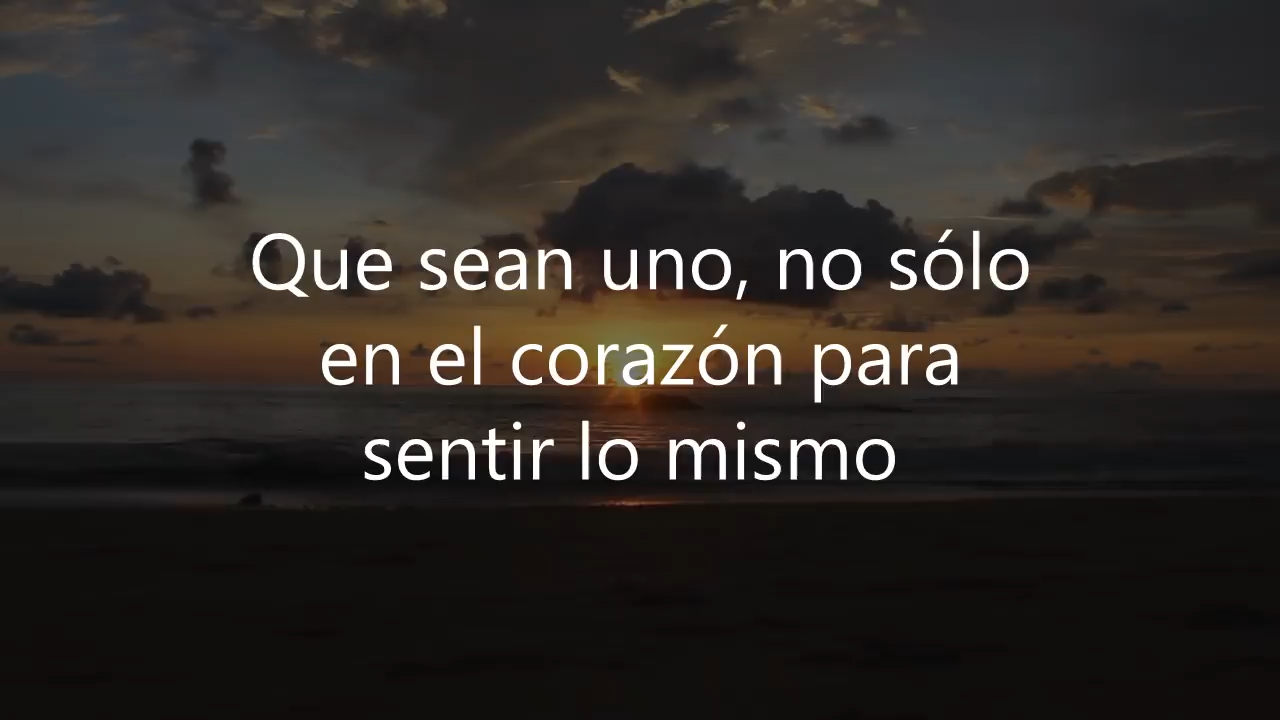 Que sean uno, no sólo
en el corazón para
sentir lo mismo